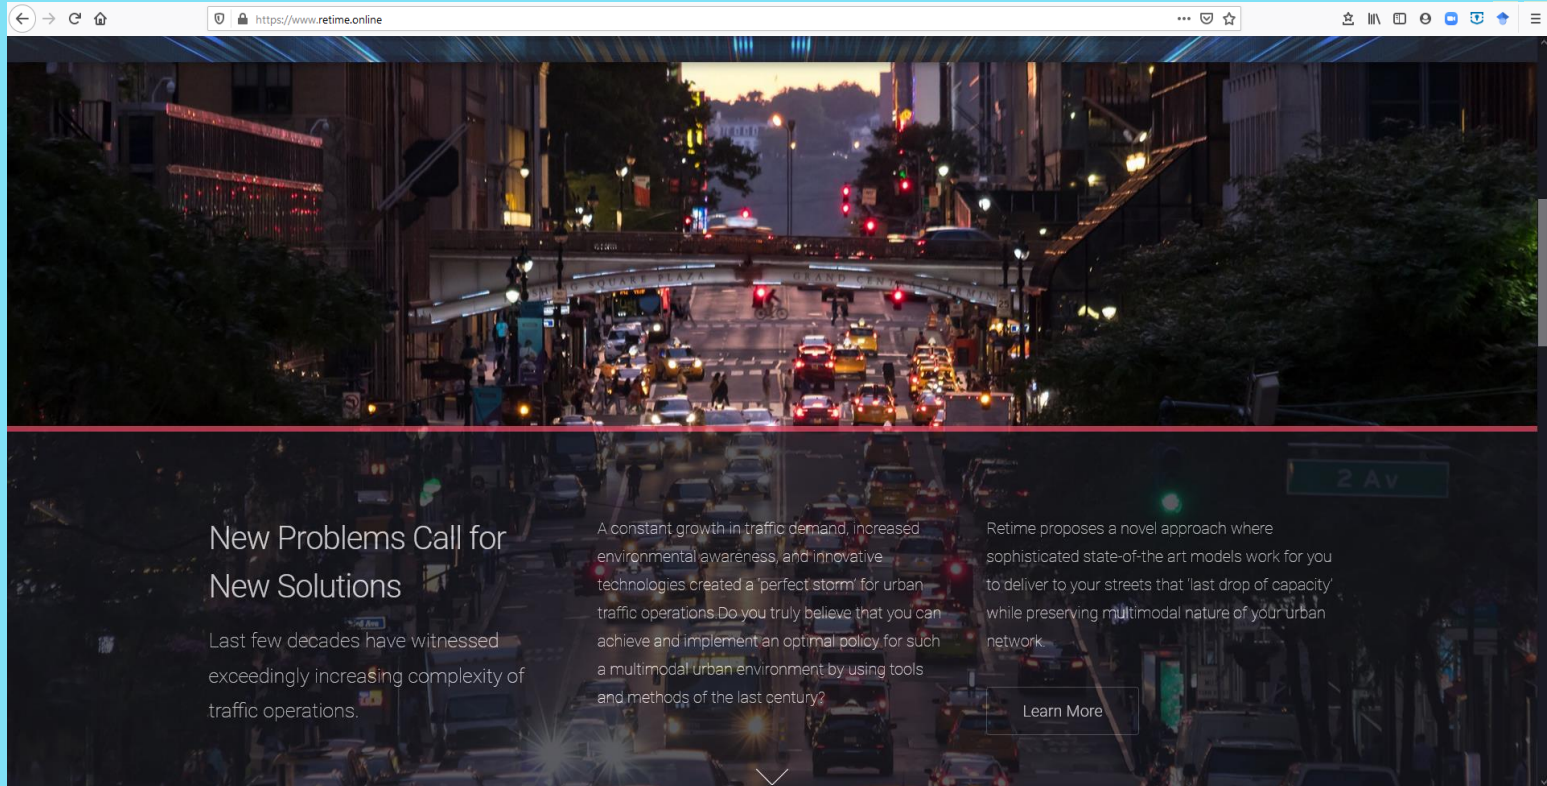 https://www.retime.online
SQUARE PLAZA GRAND
2 Av
New Problems Call for
New Solutions
Last few decades have witnessed
exceedingly increasing complexity of
traffic operations.
A constant growth in traffic demand, increased
environmental awareness, and innovative
technologies created a ‘perfect storm’ for urban
traffic operations.Do you truly believe that you can
achieve and implement an optimal policy for such
a multimodal urban environment by using tools
and methods of the last century?
Retime proposes a novel approach where
sophisticated state-of-the art models work for you
to deliver to your streets that ‘last drop of capacity’
while preserving multimodal nature of your urban
network.
Learn More